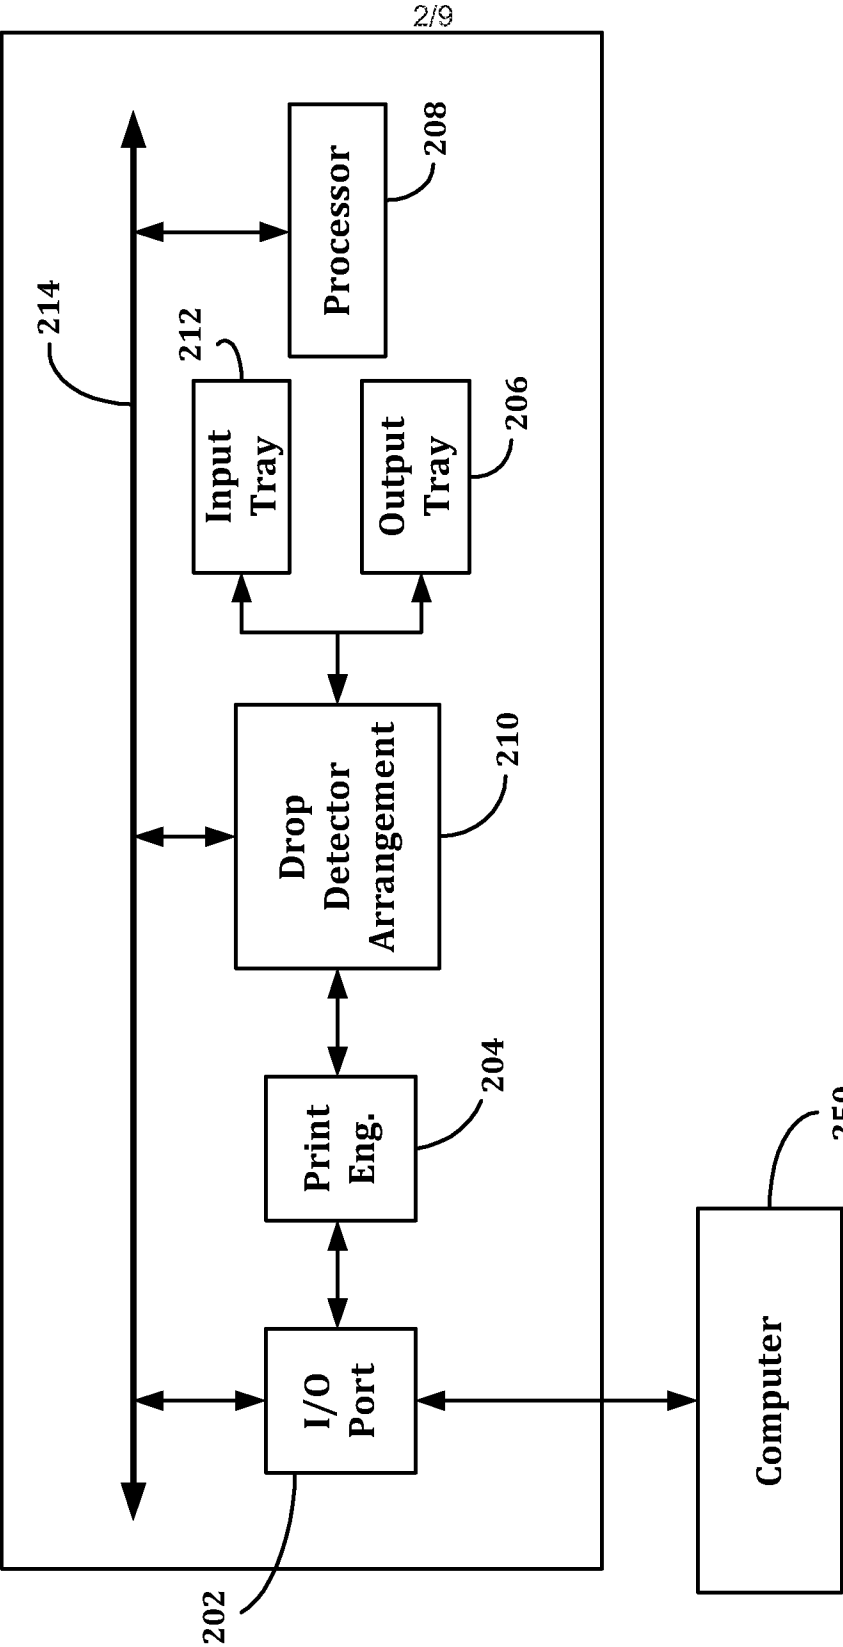 2/9
214
212
Input
Tray
208
Processor
206
Output
Tray
210
Drop
Detector
Arrangement
204
Print
Eng.
202
I/O
Port
Computer